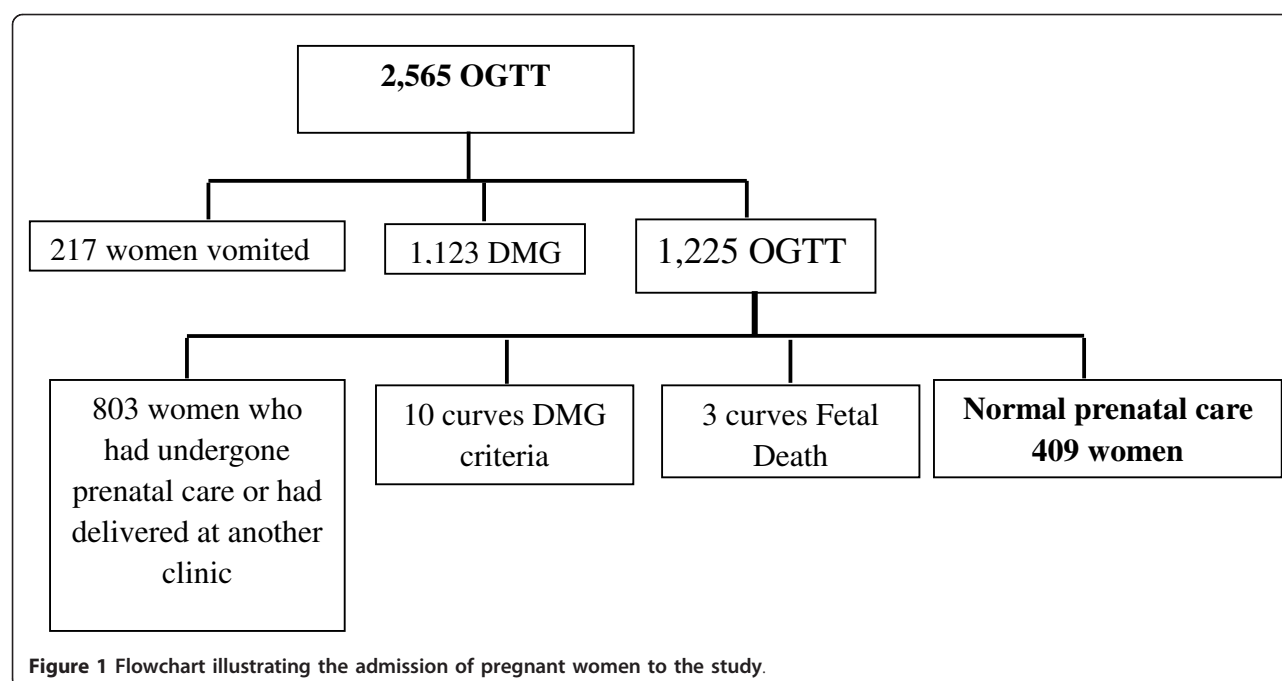 2,565 OGTT
217 women vomited
1,123 DMG
1,225 OGTT
803 women who
had undergone
prenatal care or had
delivered at another
clinic
10 curves DMG
criteria
3 curves Fetal
Death
Normal prenatal care
409 women
Figure 1 Flowchart illustrating the admission of pregnant women to the study.